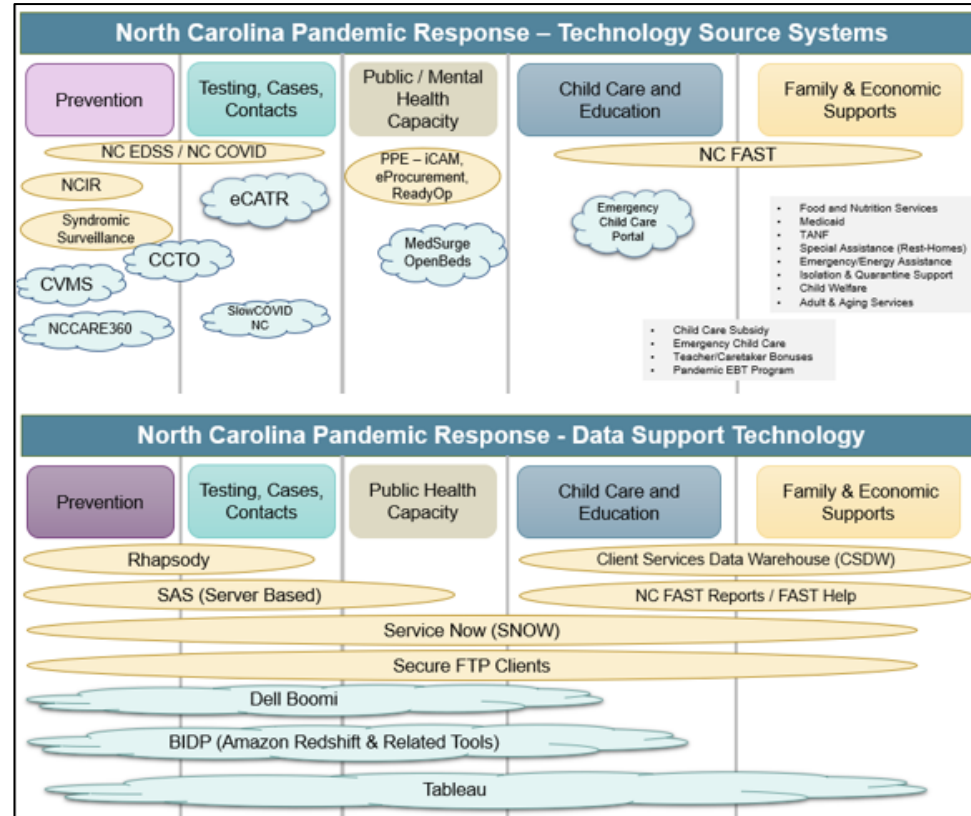 North Carolina Pandemic Response – Technology Source Systems
Prevention
Testing, Cases,
Contacts
Public / Mental
Health
Capacity
Child Care and
Education
Family & Economic
Supports
NC EDSS / NC COVID
NCIR
Syndromic
Surveillance
CVMS
NCCARE360
CCTO
eCATR
SlowCOVID
NC
PPE – iCAM,
eProcurement,
ReadyOp
MedSurge
OpenBeds
NC FAST
Emergency
Child Care
Portal
• Food and Nutrition Services
• Medicaid
• TANF
• Special Assistance (Rest-Homes)
• Emergency/Energy Assistance
• Isolation & Quarantine Support
• Child Welfare
• Adult & Aging Services
• Child Care Subsidy
• Emergency Child Care
• Teacher/Caretaker Bonuses
• Pandemic EBT Program
North Carolina Pandemic Response - Data Support Technology
Prevention
Testing, Cases,
Contacts
Public Health
Capacity
Child Care and
Education
Family & Economic
Supports
Rhapsody
Client Services Data Warehouse (CSDW)
SAS (Server Based)
NC FAST Reports / FAST Help
Service Now (SNOW)
Secure FTP Clients
Dell Boomi
BIDP (Amazon Redshift & Related Tools)
Tableau